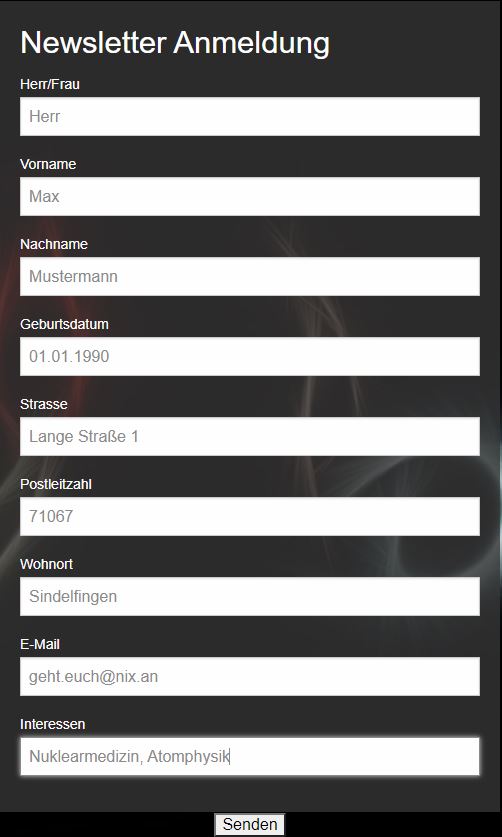 Newsletter Anmeldung
Herr/Frau
Herr
Vorname
Max
Nachname
Mustermann
Geburtsdatum
01.01.1990
Strasse
Lange Straße 1
Postleitzahl
71067
Wohnort
Sindelfingen
E-Mail
geht.euch@nix.an
Interessen
Nuklearmedizin, Atomphysik
Senden